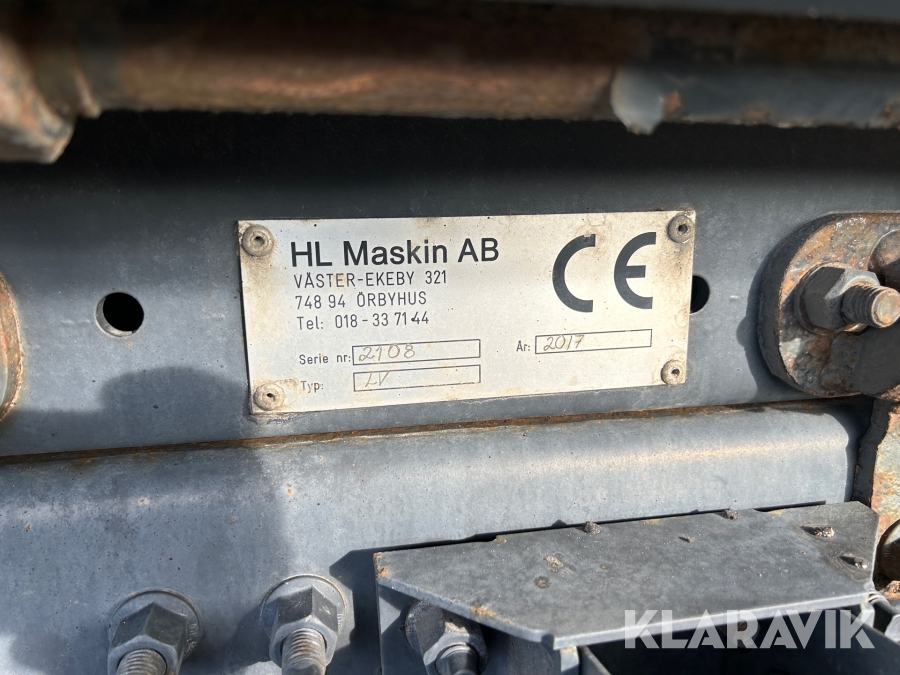 HL Maskin AB
VÄSTER-EKEBY 321
748 94 ÖRBYHUS
Tel: 018-33 71 44
CE
Serie nr: 2108
År: 2017
Typ: LV
KLARAVIK